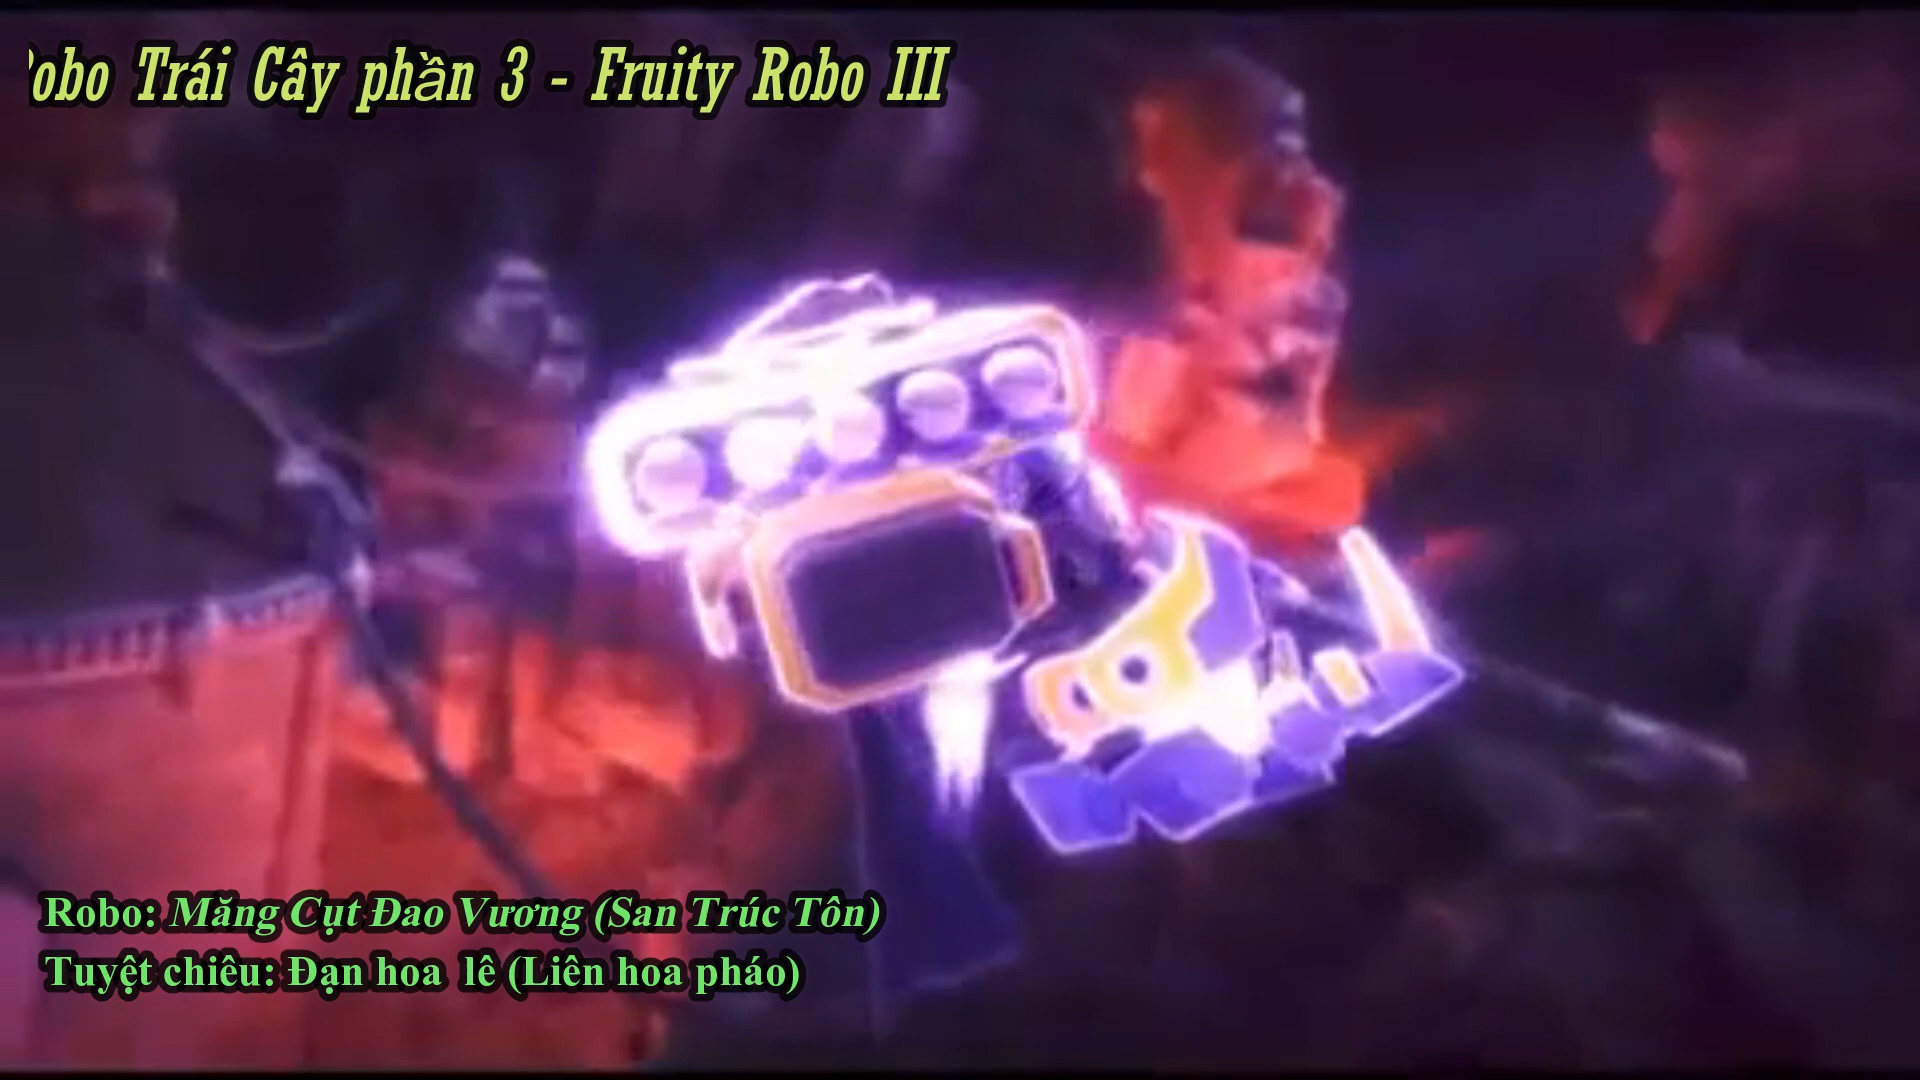 obo Trái Cây phần 3 - Fruity Robo III
Robo: Măng Cụt Đao Vương (San Trúc Tôn)
Tuyệt chiêu: Đạn hoa lê (Liên hoa pháo)